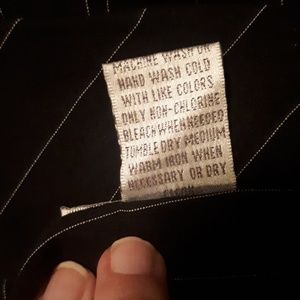 MACHINE WASH OR
HAND WASH COLD
WITH LIKE COLORS
ONLY NON-CHLORINE
BLEACH WHEN NEEDED
TUMBLE DRY MEDIUM
WARM IRON WHEN
NECESSARY OR DRY
CLEAN